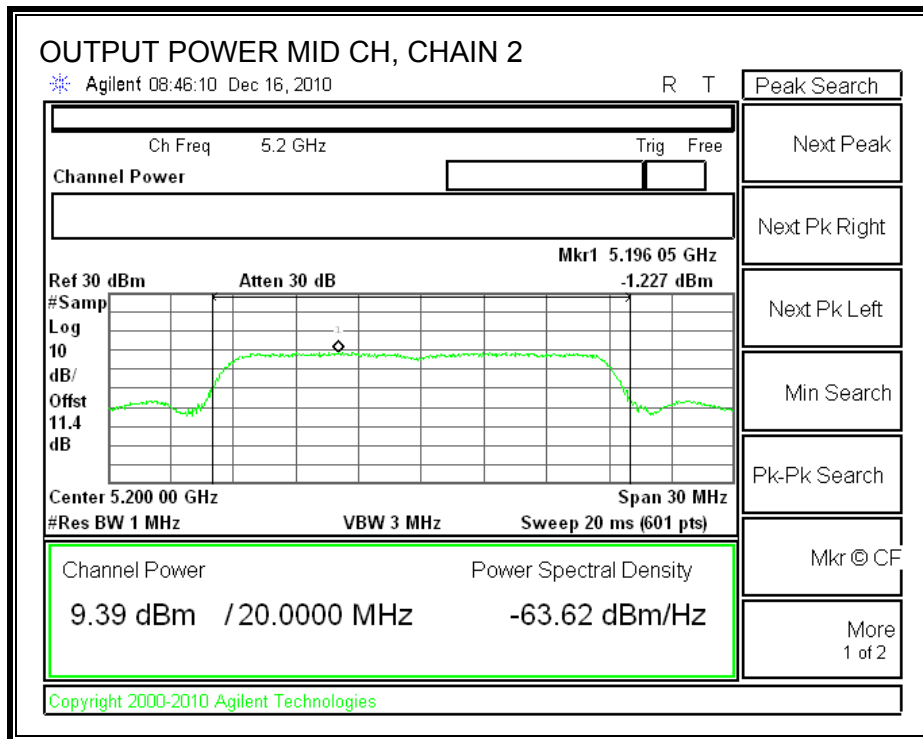 OUTPUT POWER MID CH, CHAIN 2
Agilent 08:46:10 Dec 16, 2010 R T
Peak Search
Ch Freq 5.2 GHz Trig Free
Channel Power
Next Peak
Next Pk Right
Mkr1 5.196 05 GHz
Ref 30 dBm Atten 30 dB -1.227 dBm
#Samp
Log
10
dB/
Offst
11.4
dB
1
Next Pk Left
Min Search
Pk-Pk Search
Center 5.200 00 GHz Span 30 MHz
#Res BW 1 MHz VBW 3 MHz Sweep 20 ms (601 pts)
Mkr © CF
Channel Power Power Spectral Density
9.39 dBm / 20.0000 MHz -63.62 dBm/Hz
More
1 of 2
Copyright 2000-2010 Agilent Technologies